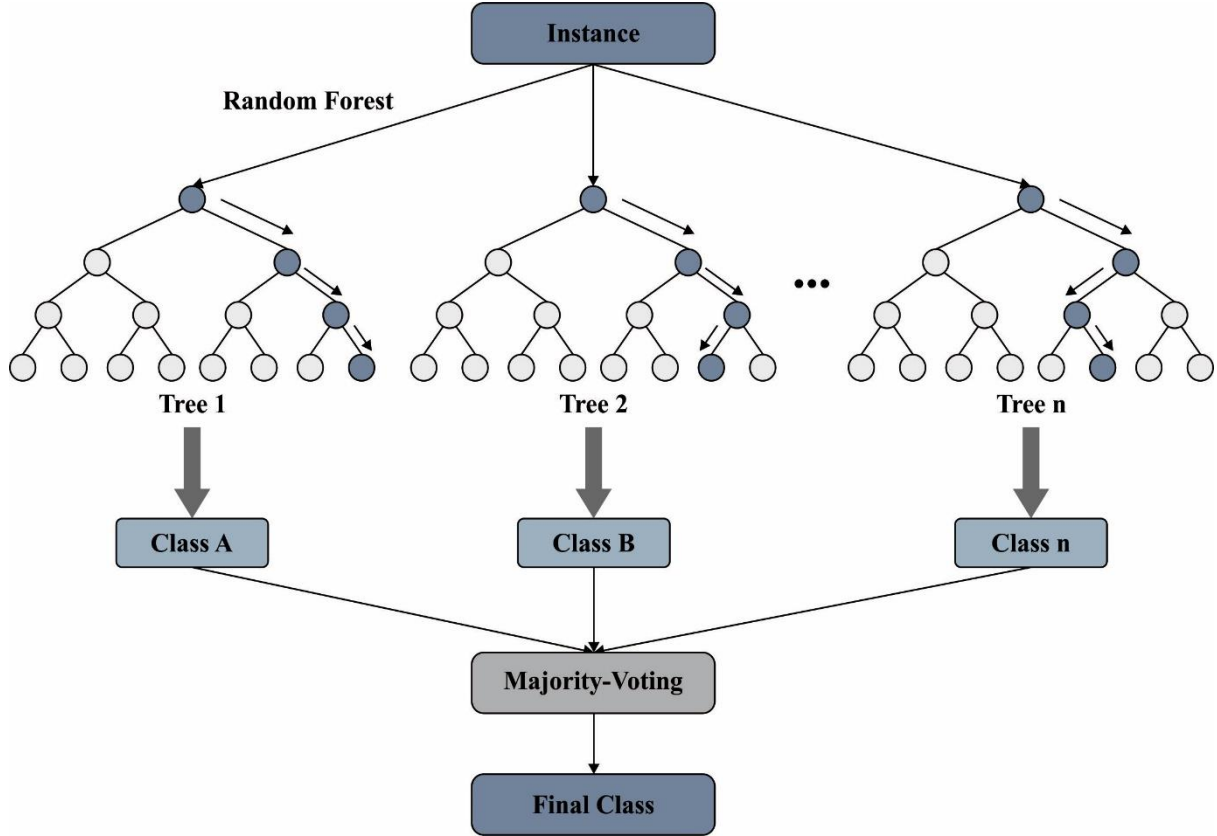 Instance
Random Forest
...
Tree 1
Tree 2
Tree n
Class A
Class B
Class n
Majority-Voting
Final Class